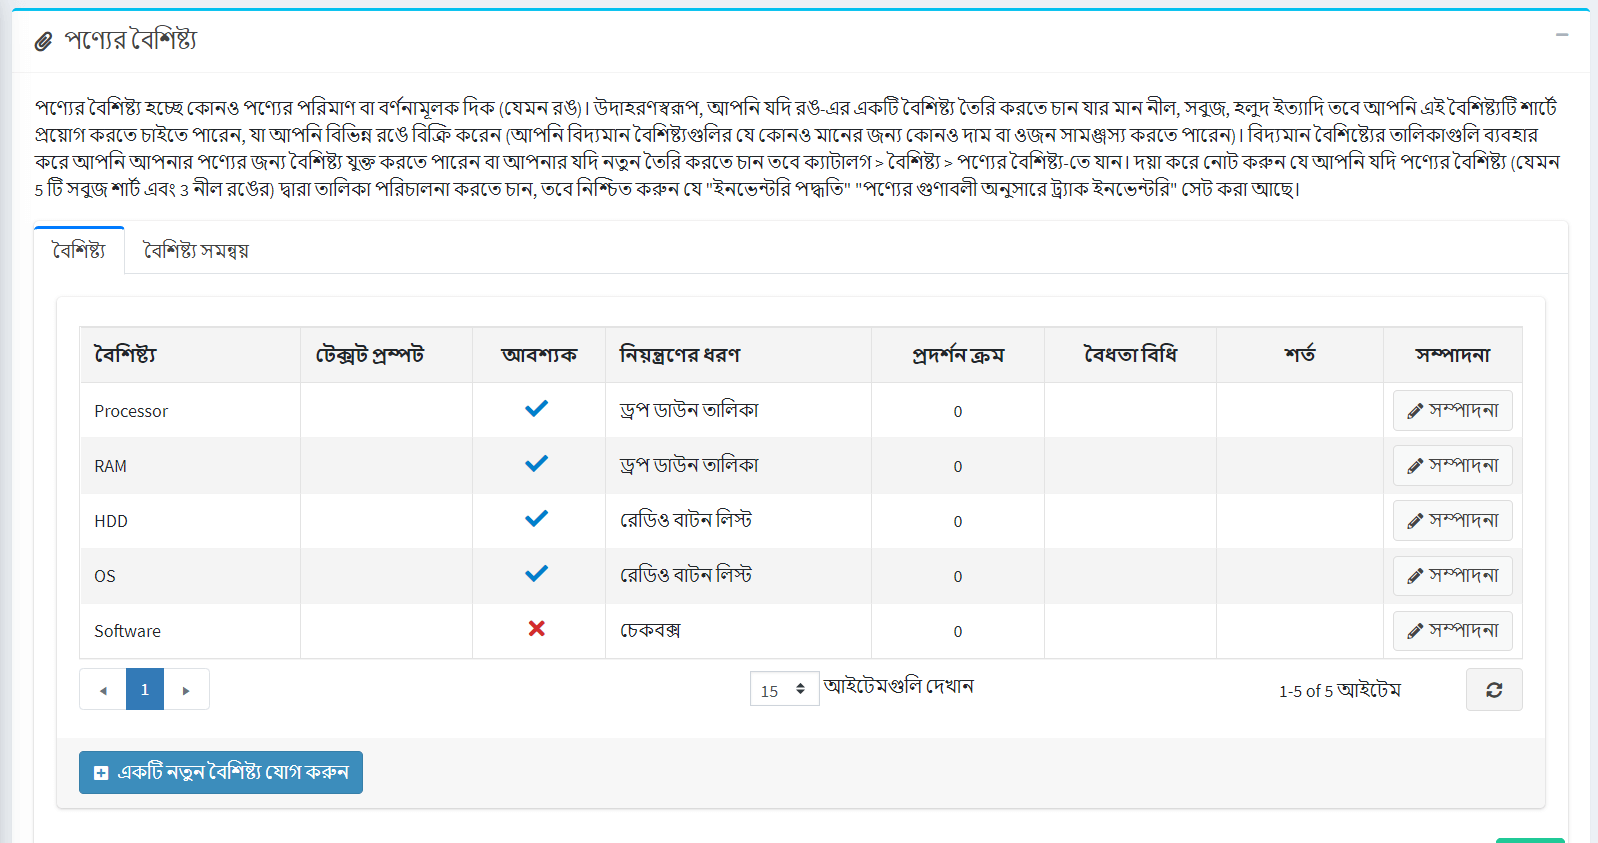 পণ্যের বৈশিষ্ট্য
পণ্যের বৈশিষ্ট্য হচ্ছে কোনও পণ্যের পরিমাণ বা বর্ণনামূলক দিক (যেমন রঙ)। উদাহরণস্বরূপ, আপনি যদি রঙ-এর একটি বৈশিষ্ট্য তৈরি করতে চান যার মান নীল, সবুজ, হলুদ ইত্যাদি তবে আপনি এই বৈশিষ্ট্যটি শার্টে
প্রয়োগ করতে চাইতে পারেন, যা আপনি বিভিন্ন রঙে বিক্রি করেন (আপনি বিদ্যমান বৈশিষ্ট্যগুলির যে কোনও মানের জন্য কোনও দাম বা ওজন সামঞ্জস্য করতে পারেন)। বিদ্যমান বৈশিষ্ট্যের তালিকাগুলি ব্যবহার
করে আপনি আপনার পণ্যের জন্য বৈশিষ্ট্য যুক্ত করতে পারেন বা আপনার যদি নতুন তৈরি করতে চান তবে ক্যাটালগ > বৈশিষ্ট্য > পণ্যের বৈশিষ্ট্য-তে যান। দয়া করে নোট করুন যে আপনি যদি পণ্যের বৈশিষ্ট্য (যেমন
5 টি সবুজ শার্ট এবং 3 নীল রঙের) দ্বারা তালিকা পরিচালনা করতে চান, তবে নিশ্চিত করুন যে "ইনভেন্টরি পদ্ধতি" "পণ্যের গুণাবলী অনুসারে ট্র্যাক ইনভেন্টরি" সেট করা আছে।
বৈশিষ্ট্য বৈশিষ্ট্য সমন্বয়
বৈশিষ্ট্য টেক্সট প্রম্পট আবশ্যক নিয়ন্ত্রণের ধরণ প্রদর্শন ক্রম বৈধতা বিধি শর্ত সম্পাদনা
Processor ড্রপ ডাউন তালিকা 0 সম্পাদনা
RAM ড্রপ ডাউন তালিকা 0 সম্পাদনা
HDD রেডিও বাটন লিস্ট 0 সম্পাদনা
OS রেডিও বাটন লিস্ট 0 সম্পাদনা
Software চেকবক্স 0 সম্পাদনা
1 15 আইটেমগুলি দেখান 1-5 of 5 আইটেম
একটি নতুন বৈশিষ্ট্য যোগ করুন